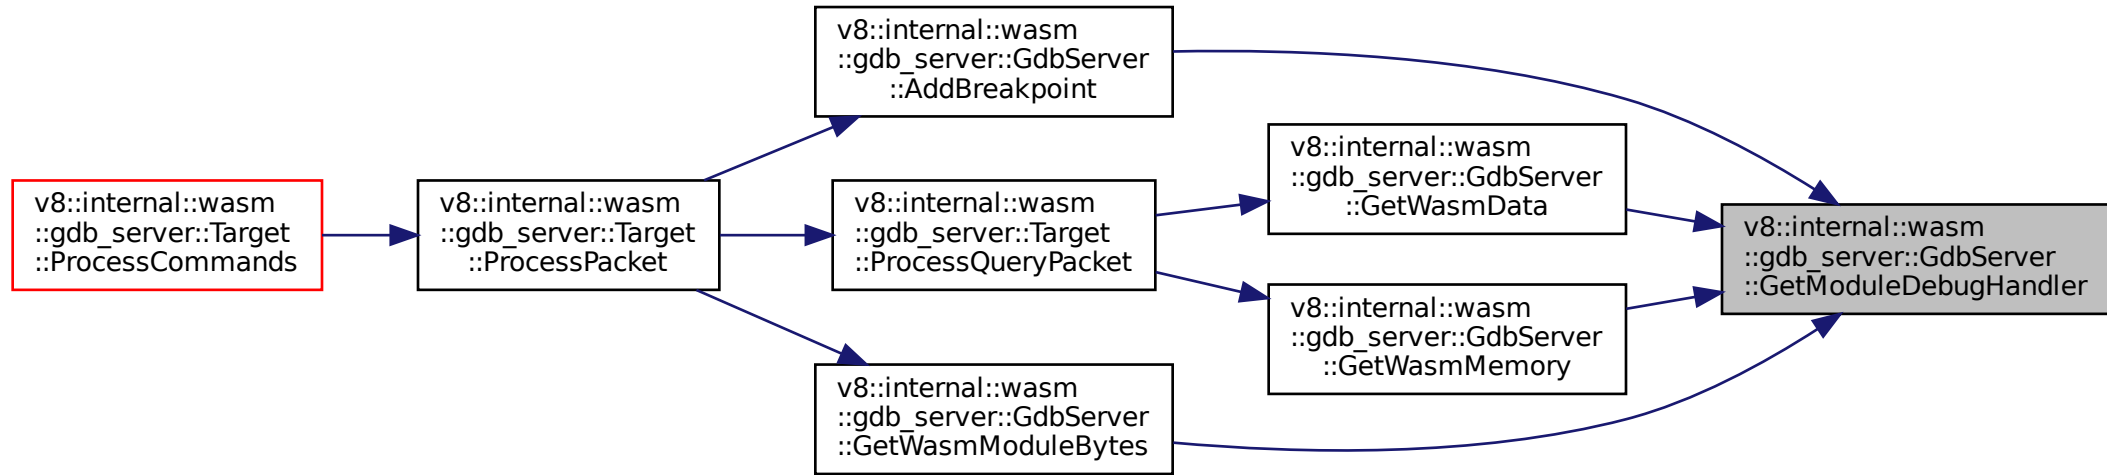 v8::internal::wasm
::gdb_server::Target
::ProcessCommands
v8::internal::wasm
::gdb_server::Target
::ProcessPacket
v8::internal::wasm
::gdb_server::GdbServer
::AddBreakpoint
v8::internal::wasm
::gdb_server::Target
::ProcessQueryPacket
v8::internal::wasm
::gdb_server::GdbServer
::GetWasmModuleBytes
v8::internal::wasm
::gdb_server::GdbServer
::GetWasmData
v8::internal::wasm
::gdb_server::GdbServer
::GetWasmMemory
v8::internal::wasm
::gdb_server::GdbServer
::GetModuleDebugHandler